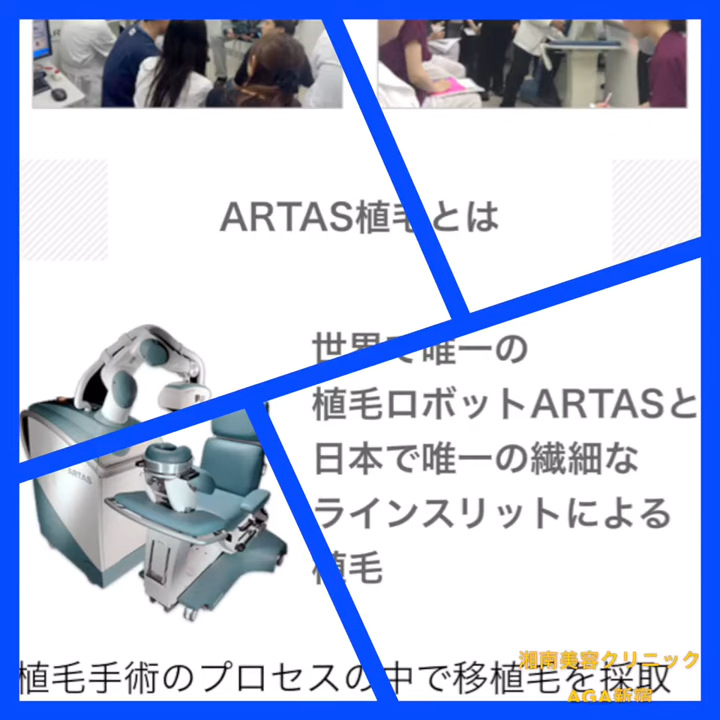 ARTAS植毛とは
世界で唯一の
植毛ロボットARTASと
日本で唯一の繊細な
ラインスリットによる
植毛
ARTAS
植毛手術のプロセスの中で移植毛を採取
湘南美容クリニック
AGA新宿